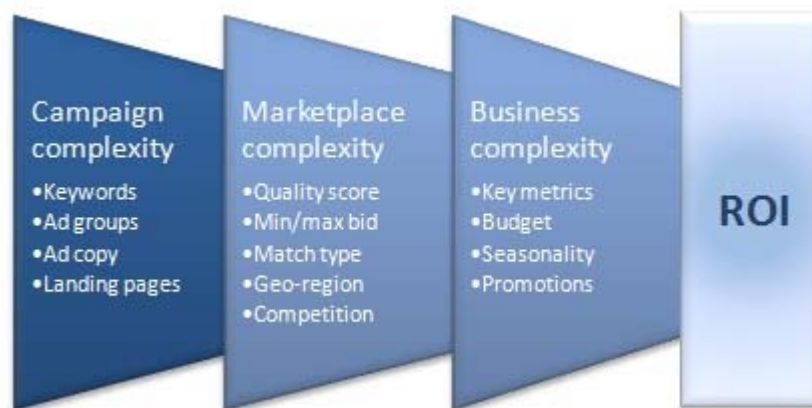 Campaign
complexity
•Keywords
•Ad groups
•Ad copy
•Landing pages
Marketplace
complexity
•Quality score
•Min/max bid
•Match type
•Geo-region
•Competition
Business
complexity
•Key metrics
•Budget
•Seasonality
•Promotions
ROI